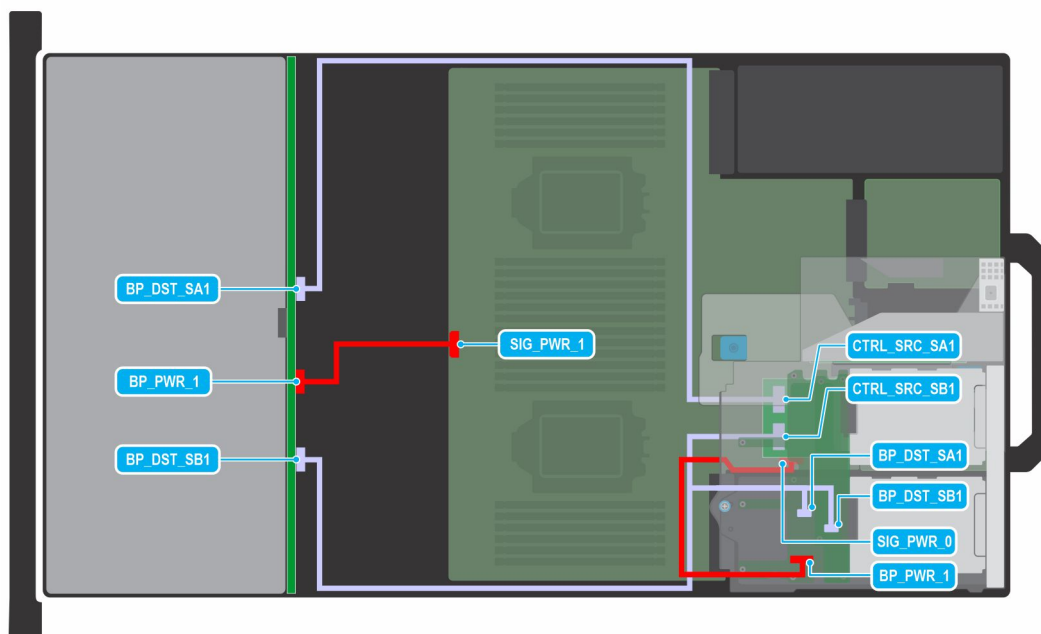 BP_DST_SA1
SIG_PWR_1
CTRL_SRC_SA1
BP_PWR_1
CTRL_SRC_SB1
BP_DST_SB1
BP_DST_SA1
BP_DST_SB1
SIG_PWR_0
BP_PWR_1